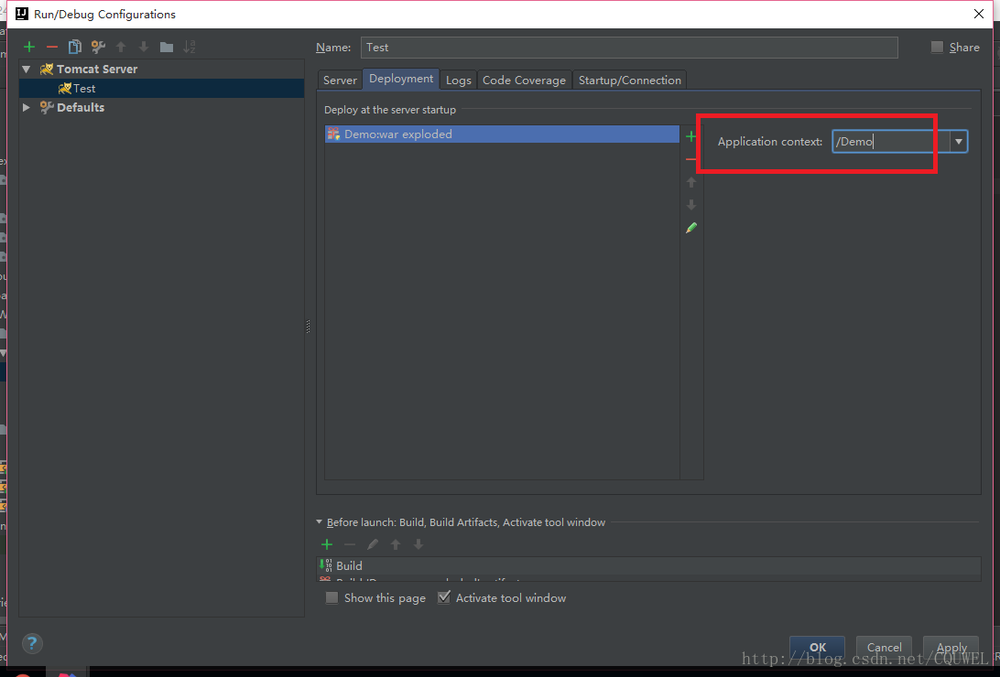 Run/Debug Configurations
Name: Test
Share
Tomcat Server
Test
Defaults
Server Deployment Logs Code Coverage Startup/Connection
Deploy at the server startup
Demo:war exploded
Application context: /Demo
Before launch: Build, Build Artifacts, Activate tool window
Build
Show this page Activate tool window
?
OK Cancel Apply
http://blog.csdn.net/CQUWEL